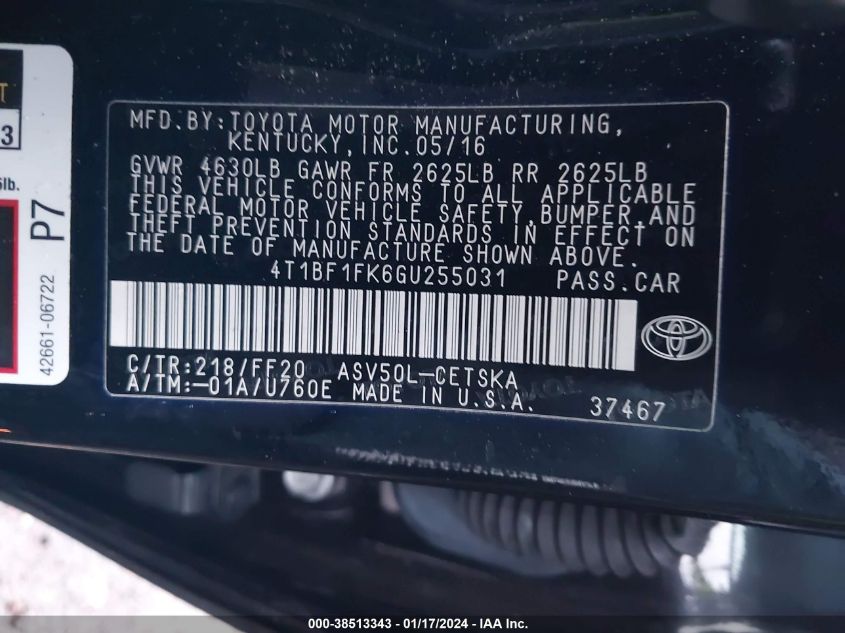 T
3
6lb.
P7
42661-06722
MFD.BY:TOYOTA MOTOR MANUFACTURING,
KENTUCKY,INC.05/16
GVWR 4630LB GAWR FR 2625LB RR 2625LB
THIS VEHICLE CONFORMS TO ALL APPLICABLE
FEDERAL MOTOR VEHICLE SAFETY,BUMPER,AND
THEFT PREVENTION STANDARDS IN EFFECT ON
THE DATE OF MANUFACTURE SHOWN ABOVE.
4T1BF1FK6GU255031 PASS.CAR
C/TR:218/FF20 ASV50L-CETSKA
A/TM:-01A/U760E MADE IN U.S.A. 37467
000-38513343 - 01/17/2024 - IAA Inc.